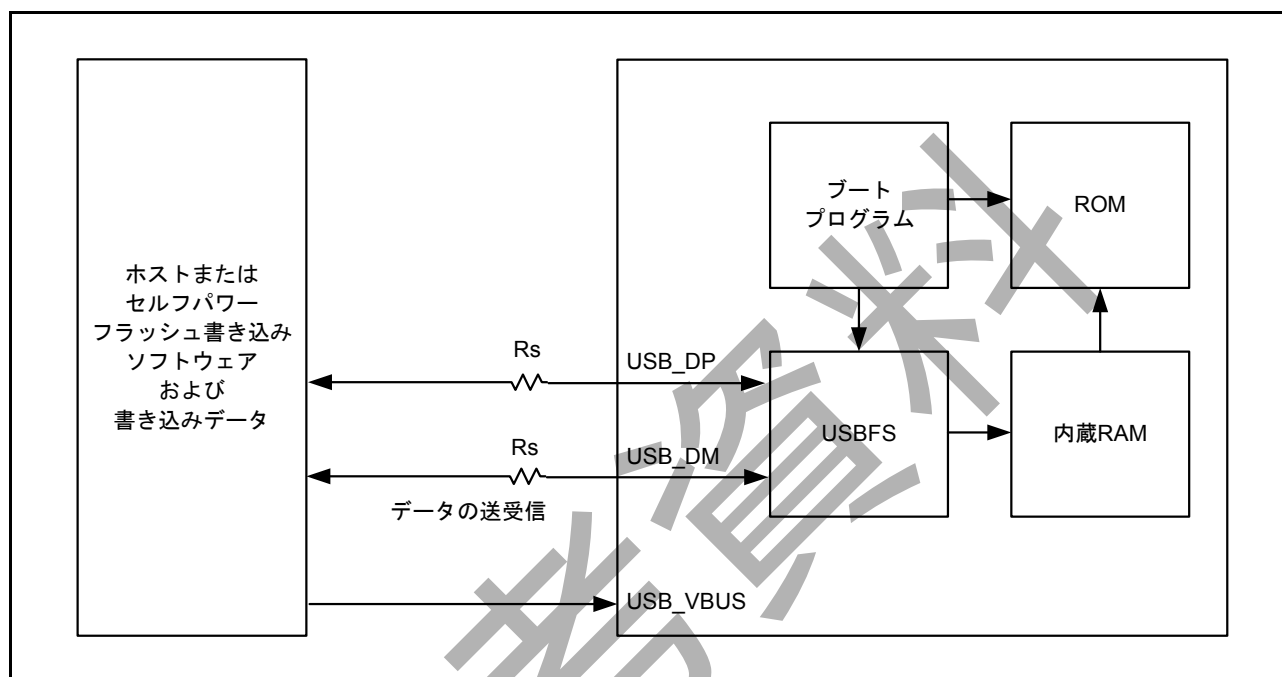 ホストまたは
セルフパワー
フラッシュ書き込み
ソフトウェア
および
書き込みデータ
Rs
USB_DP
Rs
USB_DM
データの送受信
USB_VBUS
ブート
プログラム
ROM
USBFS
内蔵RAM
考資料